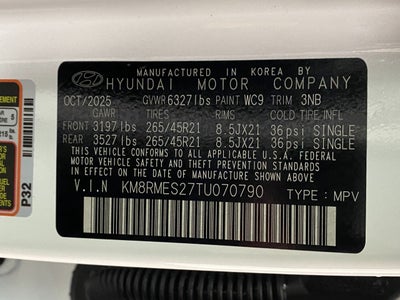 MANUFACTURED IN KOREA BY
HYUNDAI MOTOR COMPANY
OCT/2025 GVWR 6327lbs PAINT WC9 TRIM 3NB
GAWR TIRES RIMS COLD TIRE INFL
FRONT 3197lbs 265/45R21 8.5JX21 36psi SINGLE
REAR 3527lbs 265/45R21 8.5JX21 36psi SINGLE
THIS VEHICLE CONFORMS TO ALL APPLICABLE U.S.A. FEDERAL
MOTOR VEHICLE SAFETY AND THEFT PREVENTION STANDARDS
IN EFFECT ON THE DATE OF MANUFACTURE SHOWN ABOVE.
V.I.N KM8RMES27TU070790 TYPE : MPV
P32
5